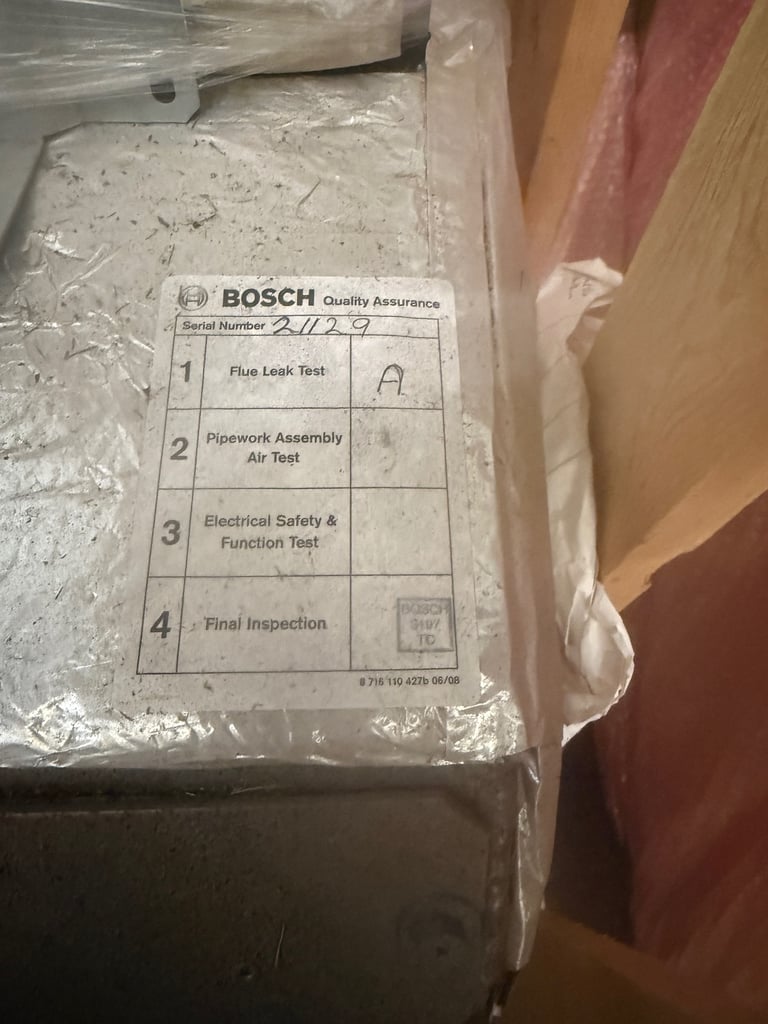 BOSCH Quality Assurance
Serial Number 21129
1 Flue Leak Test A
2 Pipework Assembly
Air Test
3 Electrical Safety &
Function Test
BOSCH
4 Final Inspection
TD
8 716 110 427b 06/08